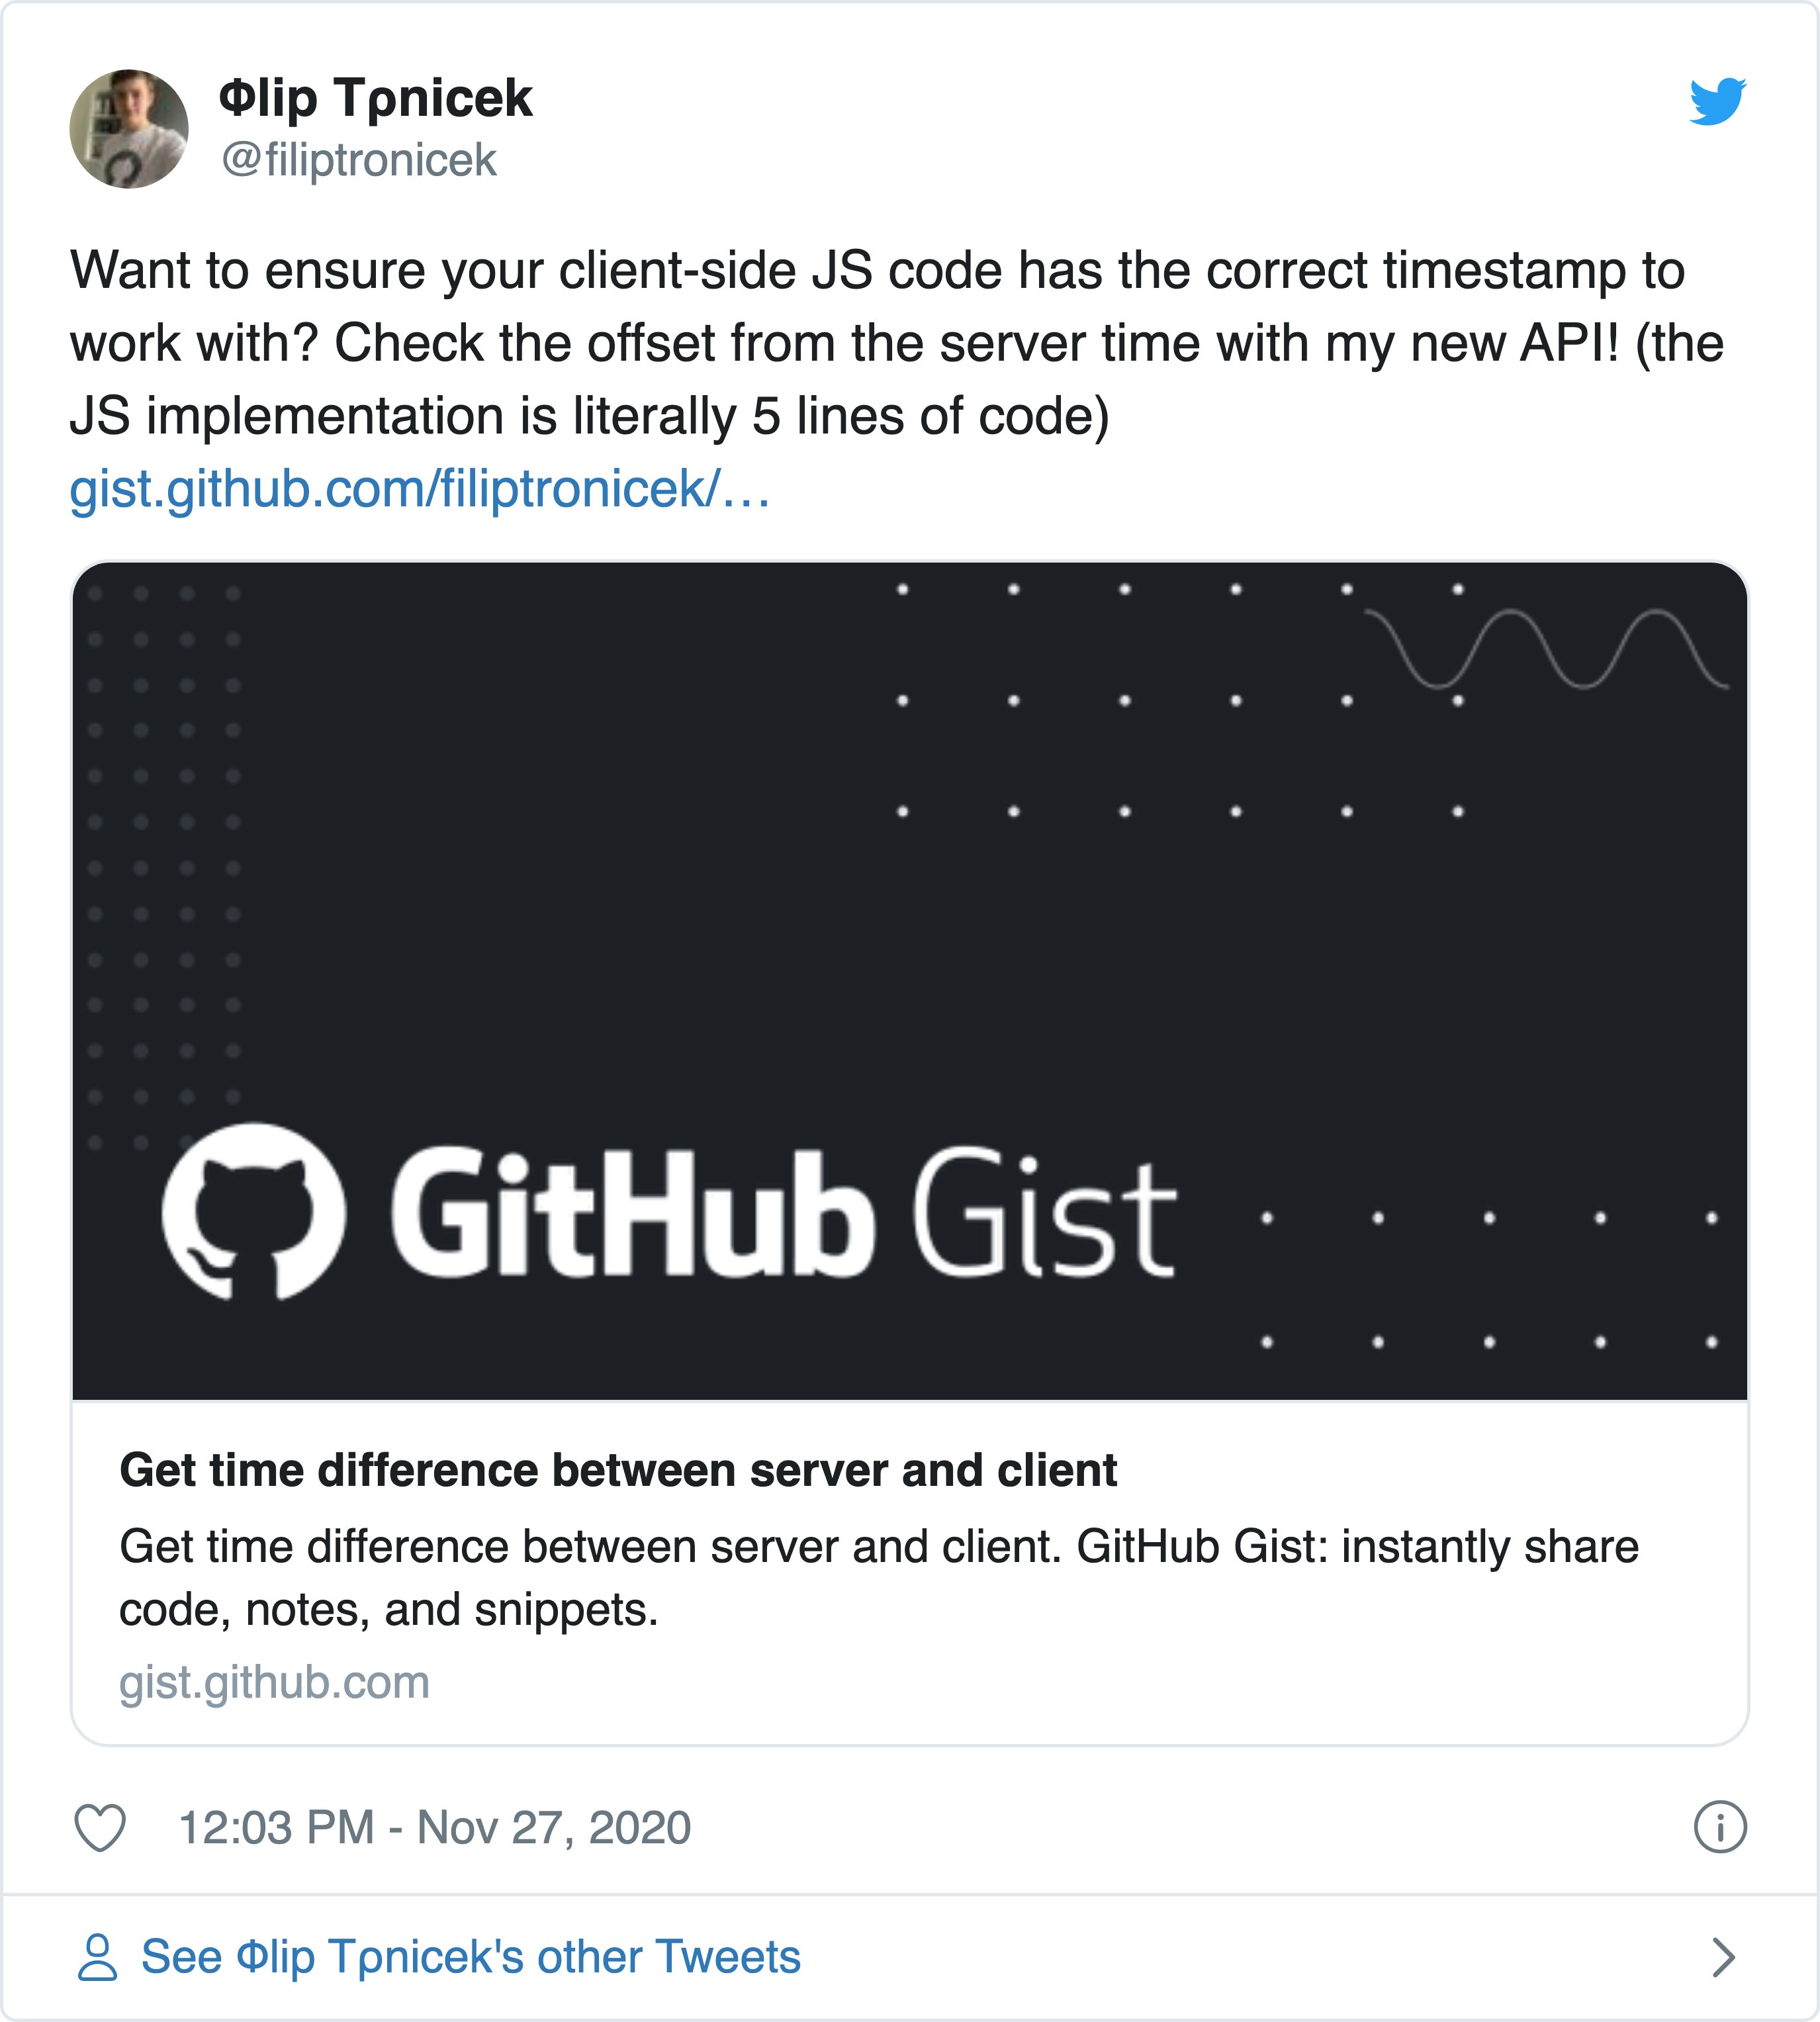 Φlip Tρnicek
@filiptronicek
Want to ensure your client-side JS code has the correct timestamp to
work with? Check the offset from the server time with my new API! (the
JS implementation is literally 5 lines of code)
gist.github.com/filiptronicek/…
GitHub Gist
Get time difference between server and client
Get time difference between server and client. GitHub Gist: instantly share
code, notes, and snippets.
gist.github.com
12:03 PM - Nov 27, 2020
See Φlip Tρnicek's other Tweets